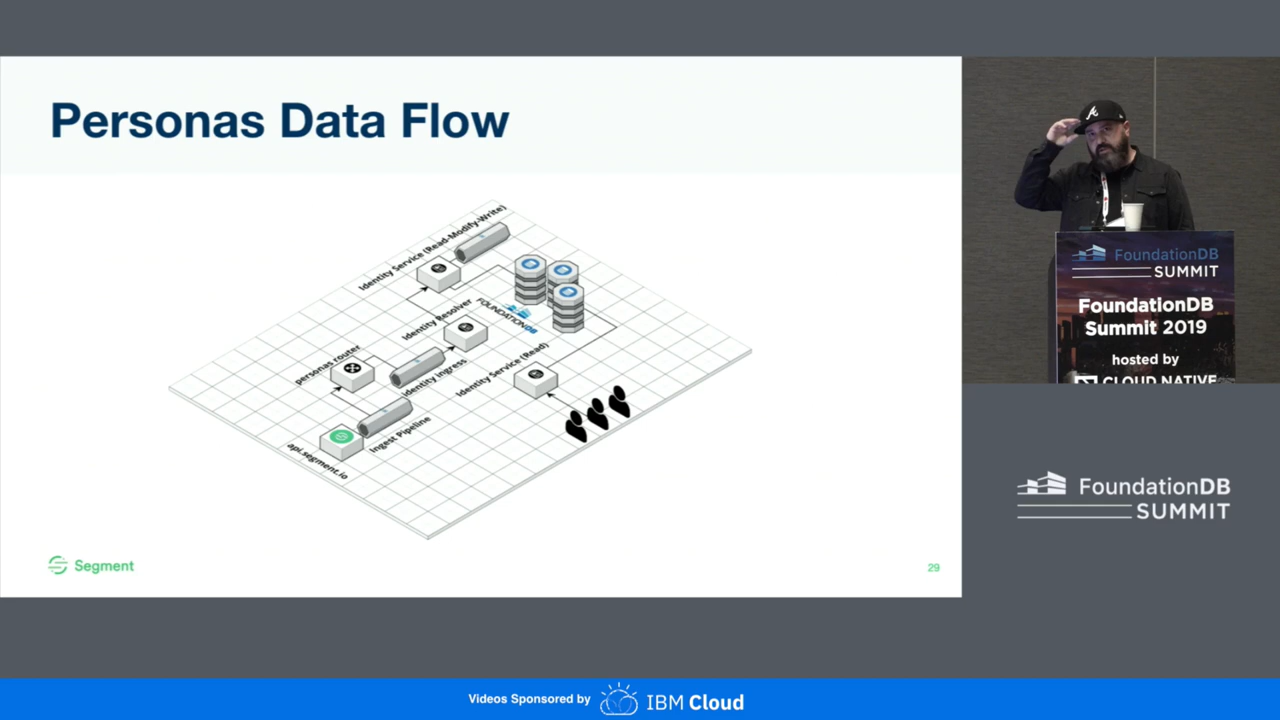 Personas Data Flow
Identity Service (Read-Modify-Write)
Identity Resolver
FOUNDATIONDB
personas router
Identity ingress
Identity Service (Read)
Ingest Pipeline
api.segment.io
Segment
29
FoundationDB
SUMMIT
FoundationDB
Summit 2019
hosted by
CLOUD NATIVE
FoundationDB
SUMMIT
Videos Sponsored by
IBM Cloud